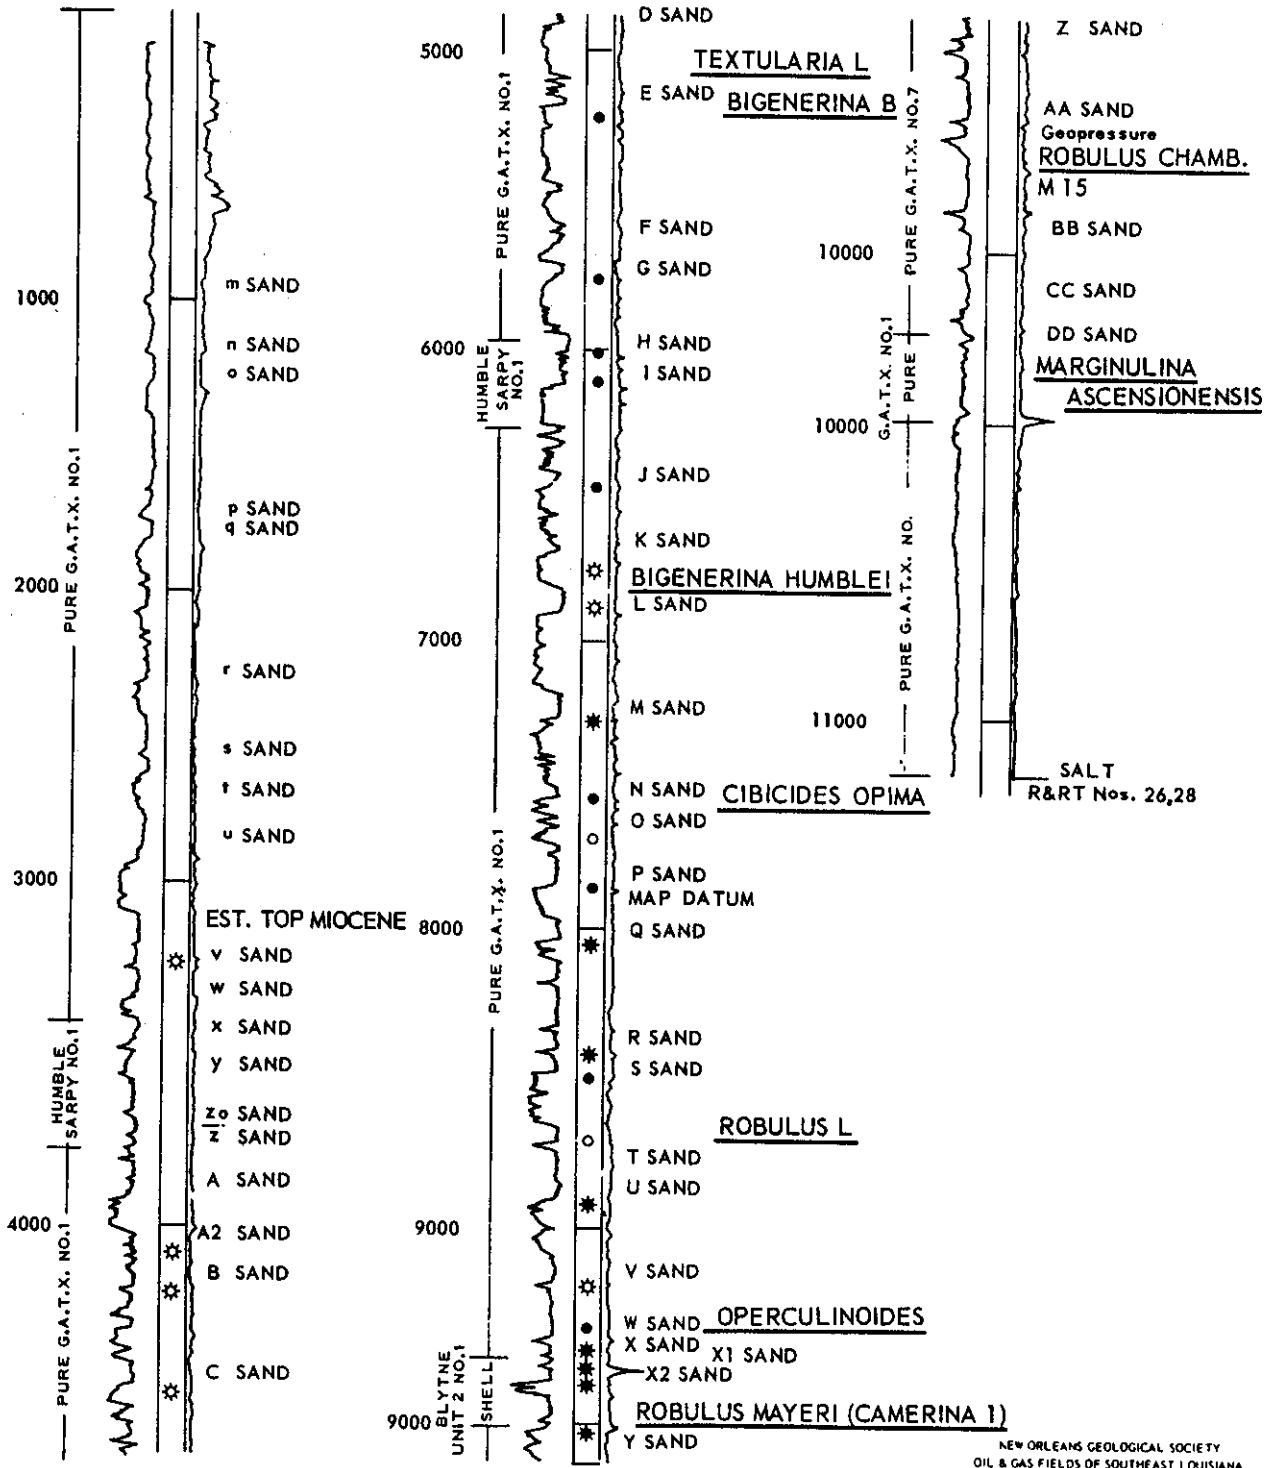 PURE G.A.T.X. NO.1
HUMBLE
SARPY NO.1
PURE G.A.T.X. NO.1
1000
2000
3000
4000
m SAND
n SAND
o SAND
p SAND
q SAND
r SAND
s SAND
t SAND
u SAND
EST. TOP MIOCENE
v SAND
w SAND
x SAND
y SAND
zo SAND
z SAND
A SAND
A2 SAND
B SAND
C SAND
PURE G.A.T.X. NO.1
HUMBLE
SARPY
NO.1
PURE G.A.T.X. NO.1
BLYTNE
UNIT 2 NO.1
SHELL
5000
6000
7000
8000
9000
9000
D SAND
TEXTULARIA L
E SAND
BIGENERINA B
F SAND
G SAND
H SAND
I SAND
J SAND
K SAND
BIGENERINA HUMBLEI
L SAND
M SAND
N SAND
CIBICIDES OPIMA
O SAND
P SAND
MAP DATUM
Q SAND
R SAND
S SAND
ROBULUS L
T SAND
U SAND
V SAND
W SAND
OPERCULINOIDES
X SAND
X1 SAND
X2 SAND
ROBULUS MAYERI (CAMERINA 1)
Y SAND
PURE G.A.T.X. NO.7
G.A.T.X. NO.1
PURE
PURE G.A.T.X. NO.
10000
10000
11000
Z SAND
AA SAND
Geopressure
ROBULUS CHAMB.
M 15
BB SAND
CC SAND
DD SAND
MARGINULINA
ASCENSIONENSIS
SALT
R&RT Nos. 26,28
NEW ORLEANS GEOLOGICAL SOCIETY
OIL & GAS FIELDS OF SOUTHEAST LOUISIANA